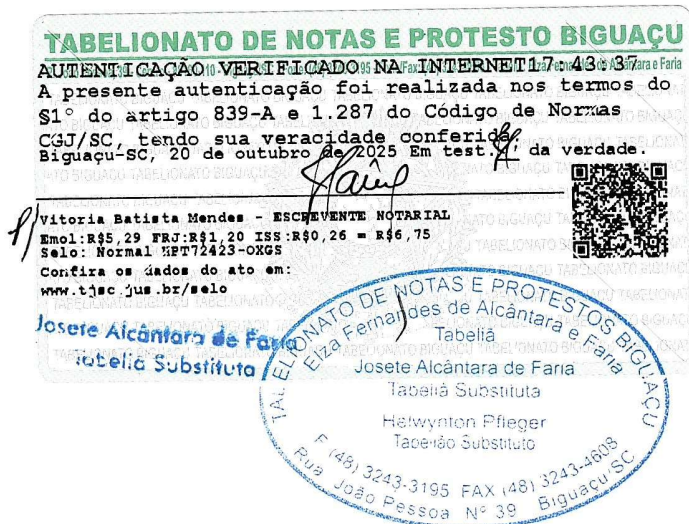 TABELIONATO DE NOTAS E PROTESTO BIGUAÇU
AUTENTICAÇÃO VERIFICADO NA INTERNET17:43:37
A presente autenticação foi realizada nos termos do
§1º do artigo 839-A e 1.287 do Código de Normas
CGJ/SC, tendo sua veracidade conferida.
Biguaçu-SC, 20 de outubro de 2025 Em test. da verdade.
P/
Vitoria Batista Mendes - ESCREVENTE NOTARIAL
Emol:R$5,29 FRJ:R$1,20 ISS:R$0,26 = R$6,75
Selo: Normal HPT72423-OXGS
Confira os dados do ato em:
www.tjsc.jus.br/selo
Josete Alcântara de Faria
Tabeliã Substituta
TABELIONATO DE NOTAS E PROTESTOS BIGUAÇU
Elza Fernandes de Alcântara e Faria
Tabeliã
Josete Alcântara de Faria
Tabeliã Substituta
Helwynton Pfleger
Tabelião Substituto
F. (48) 3243-3195 FAX (48) 3243-4608
Rua João Pessoa Nº 39 Biguaçu SC